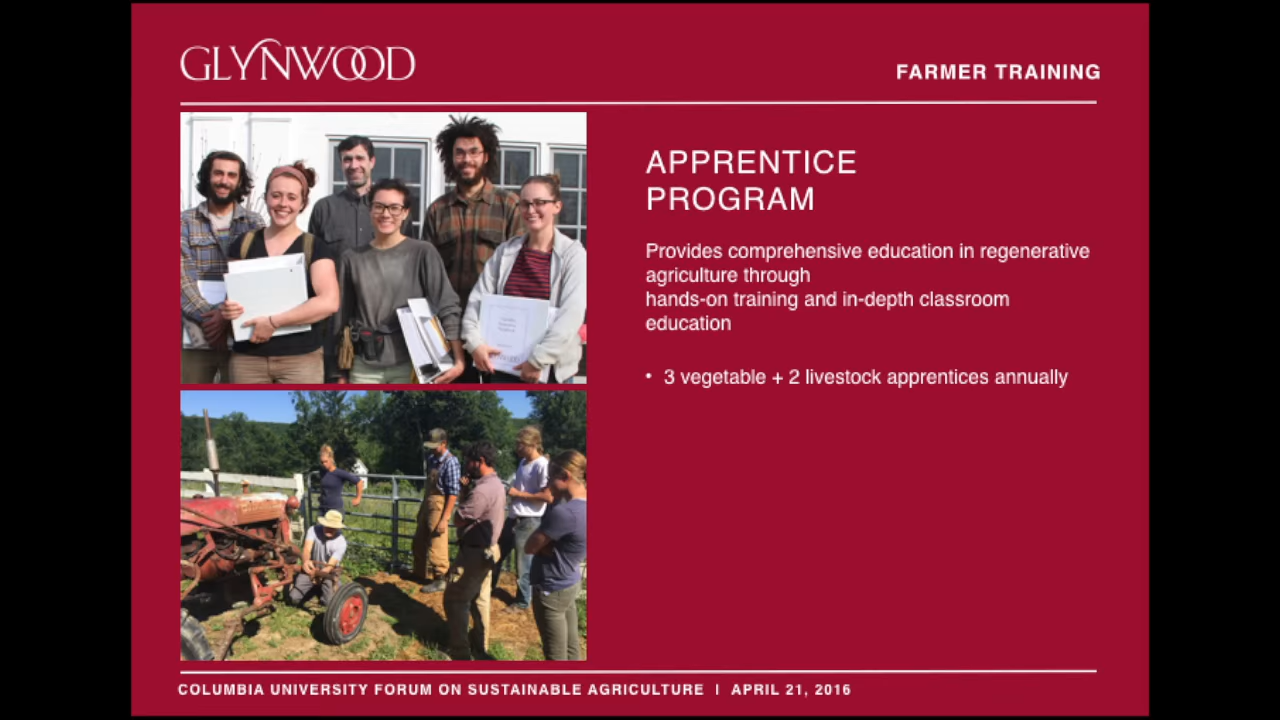 GLYNWOOD
FARMER TRAINING
APPRENTICE
PROGRAM
Provides comprehensive education in regenerative
agriculture through
hands-on training and in-depth classroom
education
• 3 vegetable + 2 livestock apprentices annually
COLUMBIA UNIVERSITY FORUM ON SUSTAINABLE AGRICULTURE | APRIL 21, 2016